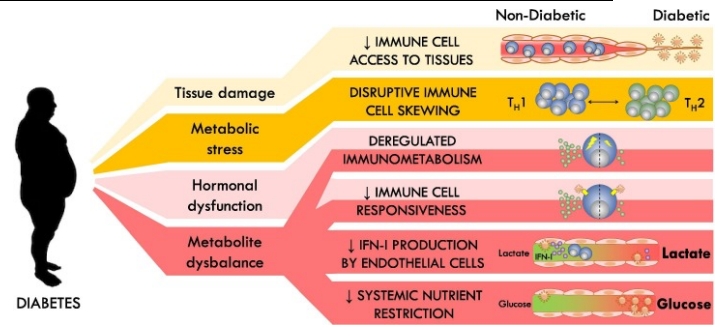 Non-Diabetic Diabetic
↓ IMMUNE CELL
ACCESS TO TISSUES
Tissue damage
DISRUPTIVE IMMUNE
CELL SKEWING
TH1 TH2
Metabolic
stress
DEREGULATED
IMMUNOMETABOLISM
Hormonal
dysfunction
↓ IMMUNE CELL
RESPONSIVENESS
Metabolite
dysbalance
↓ IFN-I PRODUCTION
BY ENDOTHELIAL CELLS
Lactate IFN-I Lactate
↓ SYSTEMIC NUTRIENT
RESTRICTION
Glucose Glucose
DIABETES